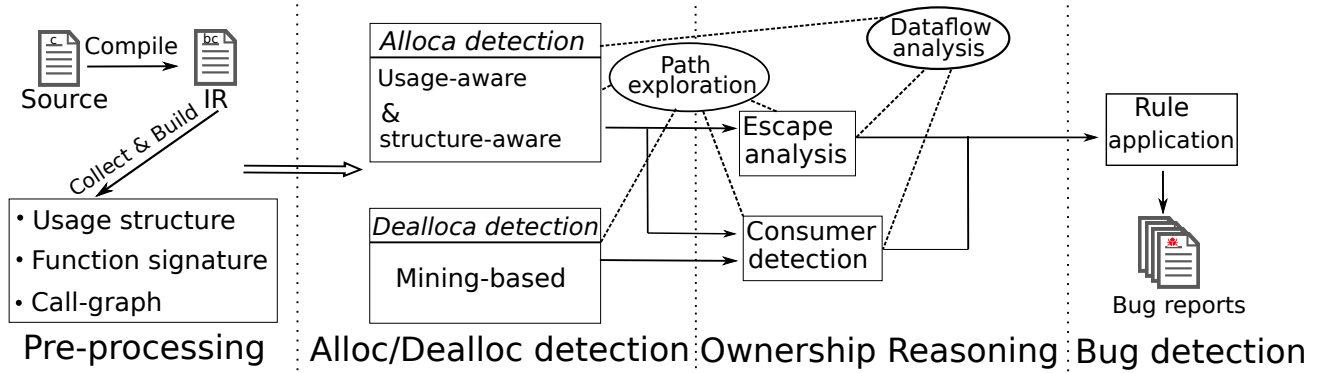 c
Compile
bc
Source
IR
Collect & Build
• Usage structure
• Function signature
• Call-graph
Pre-processing
Alloca detection
Usage-aware
&
structure-aware
Dealloca detection
Mining-based
Alloc/Dealloc detection
Path
exploration
Dataflow
analysis
Escape
analysis
Consumer
detection
Ownership Reasoning
Rule
application
Bug reports
Bug detection